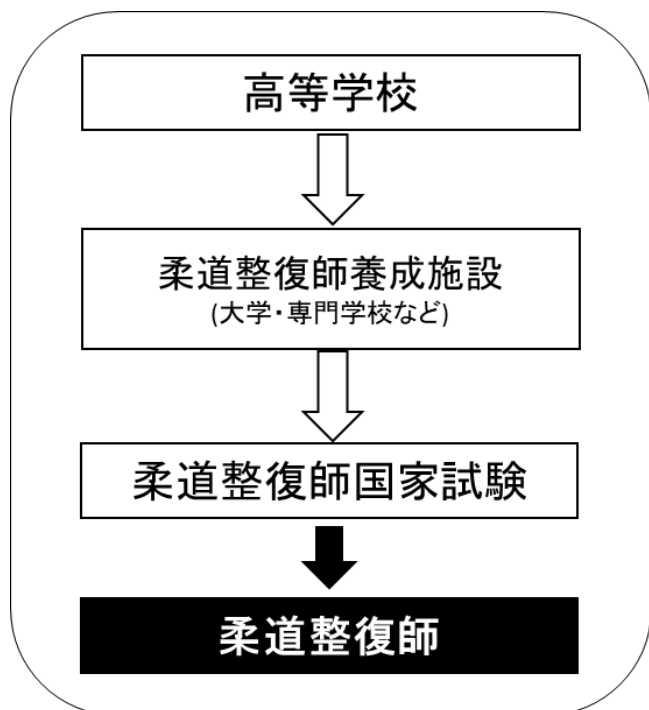 高等学校
柔道整復師養成施設
(大学・専門学校など)
柔道整復師国家試験
柔道整復師